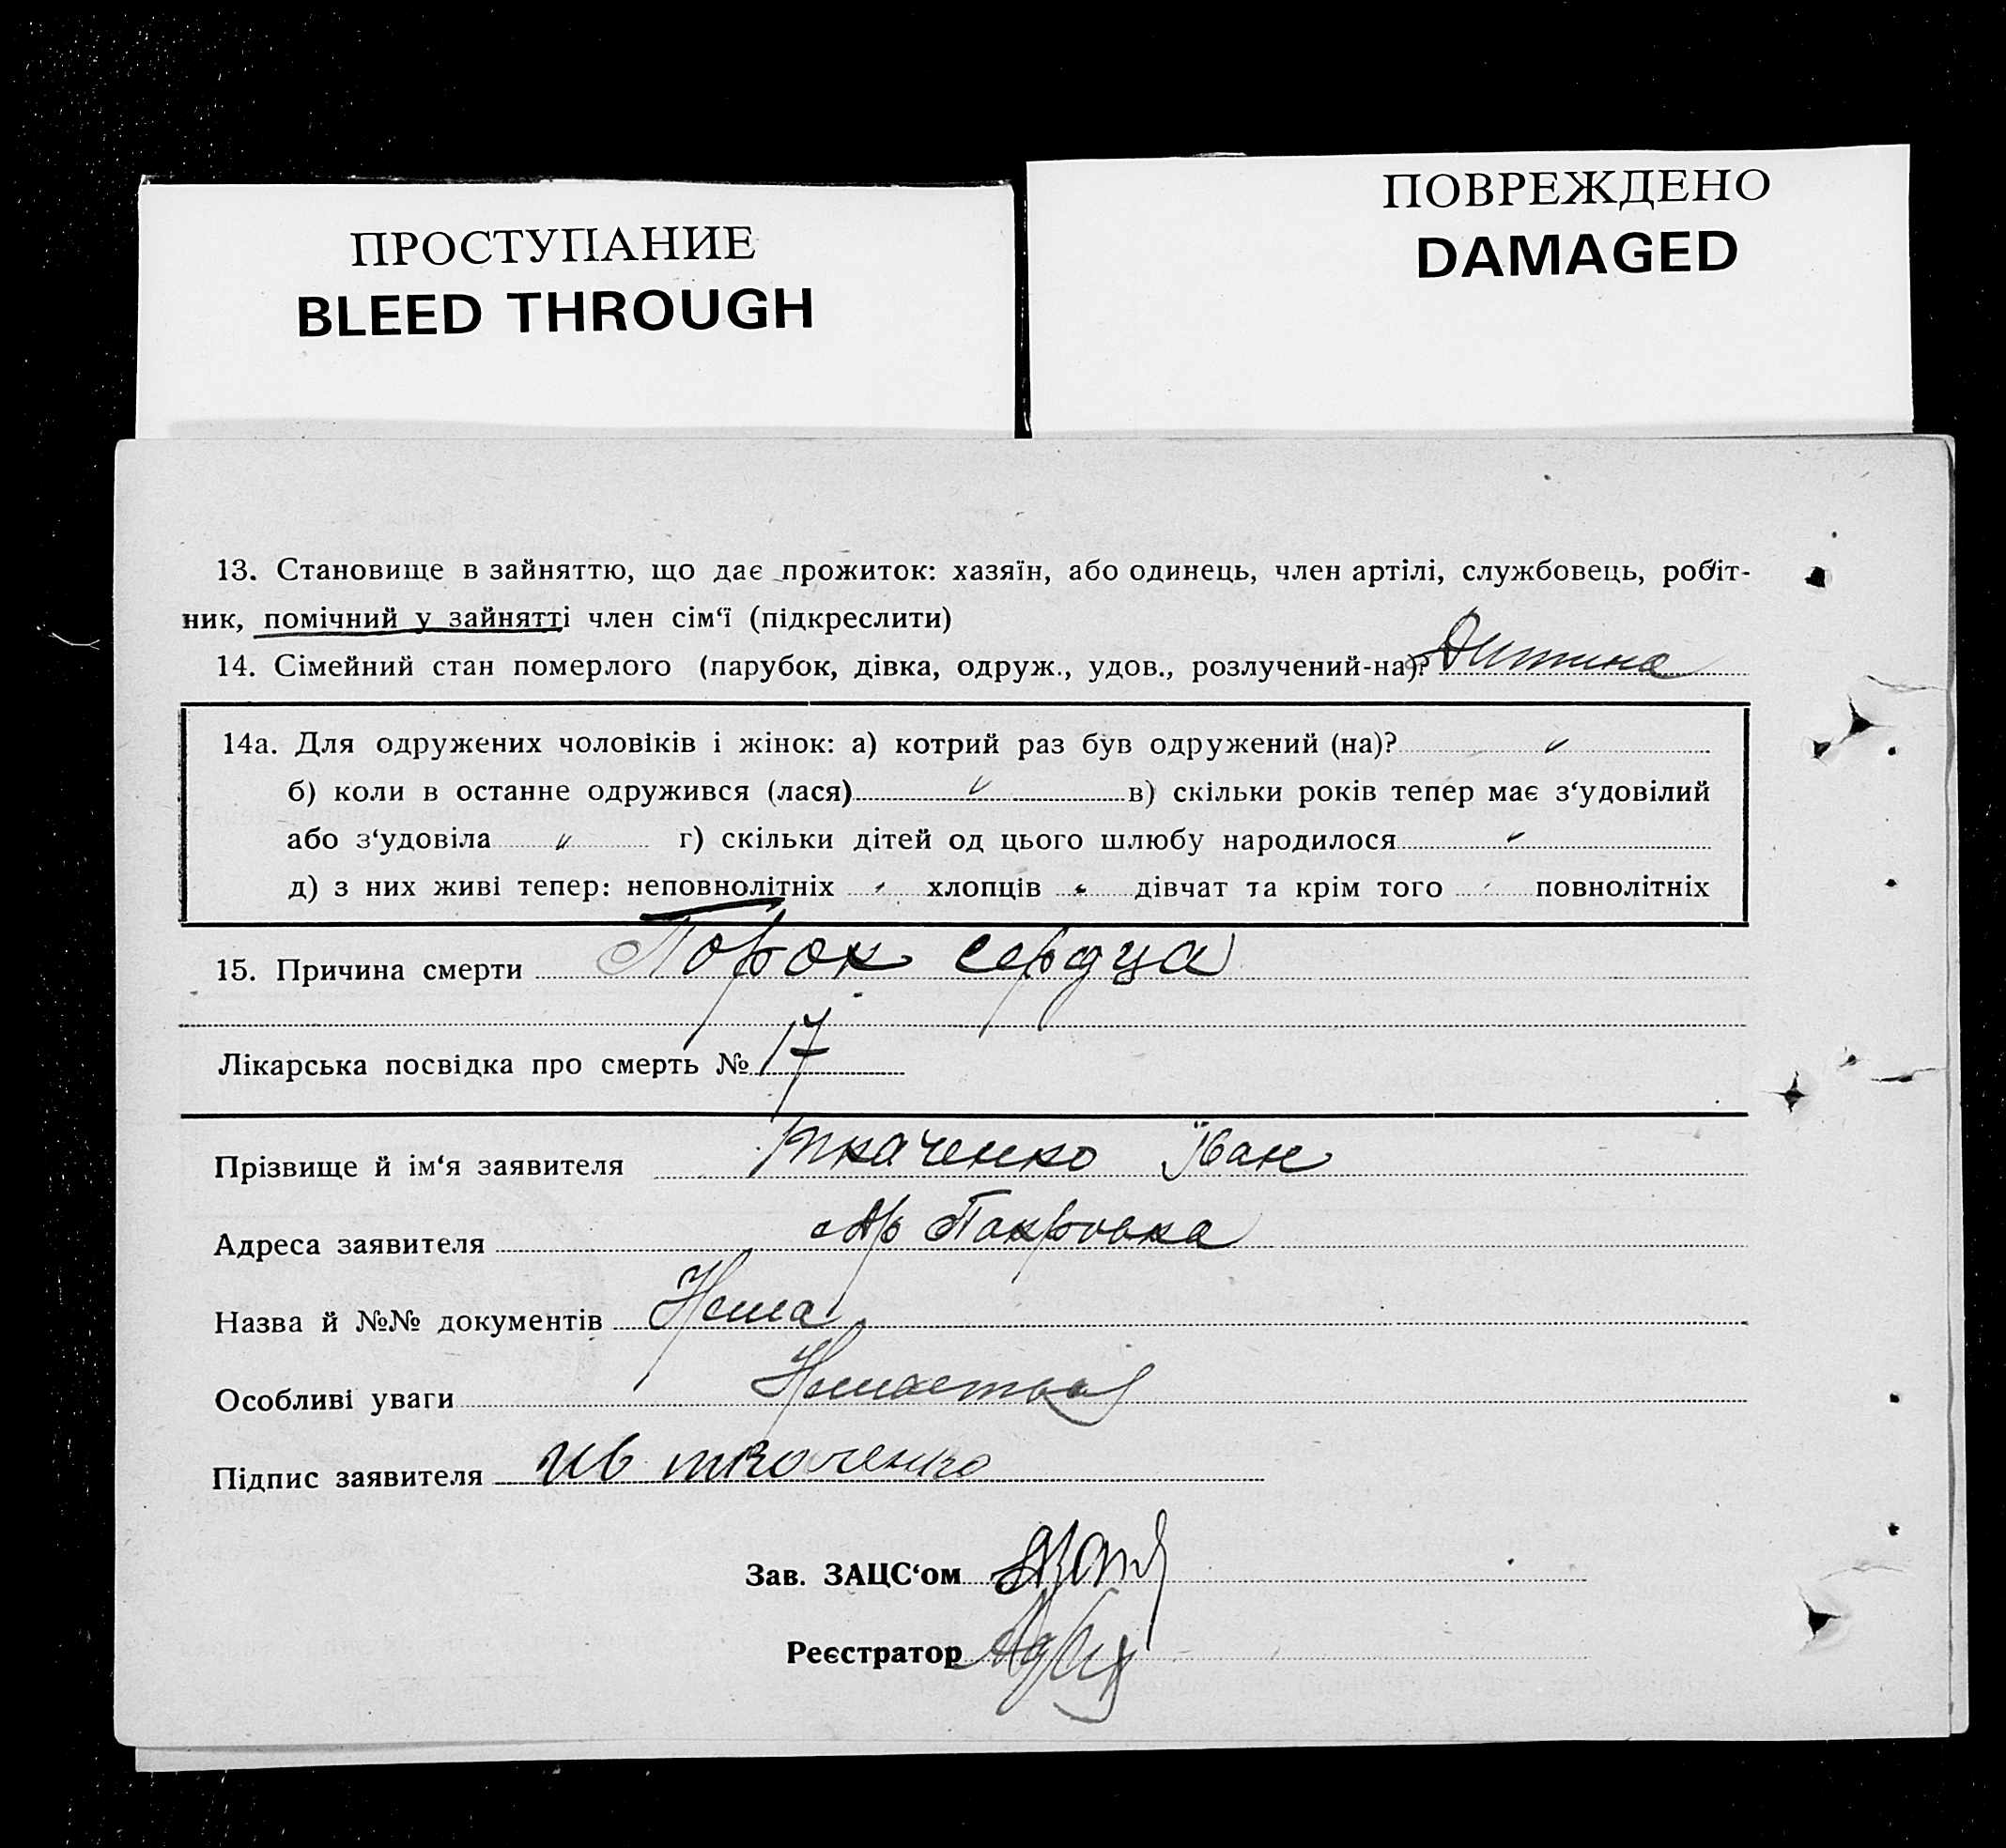 ПРОСТУПАНИЕ
BLEED THROUGH
ПОВРЕЖДЕНО
DAMAGED
13. Становище в зайняттю, що дає прожиток: хазяїн, або одинець, член артілі, службовець, робіт-
ник, помічний у зайнятті член сім‘ї (підкреслити)
14. Сімейний стан померлого (парубок, дівка, одруж., удов., розлучений-на)? Дитина
14а. Для одружених чоловіків і жінок: а) котрий раз був одружений (на)? "
б) коли в останне одружився (лася) " в) скільки років тепер має з‘удовілий
або з‘удовіла " г) скільки дітей од цього шлюбу народилося "
д) з них живі тепер: неповнолітніх хлопців дівчат та крім того повнолітніх
15. Причина смерти Порок сердца
Лікарська посвідка про смерть № 17
Прізвище й ім‘я заявителя Ткаченко Іван
Адреса заявителя Покровка
Назва й №№ документів Нема
Особливі уваги
Підпис заявителя Ив ткаченко
Зав. ЗАЦС‘ом
Реєстратор